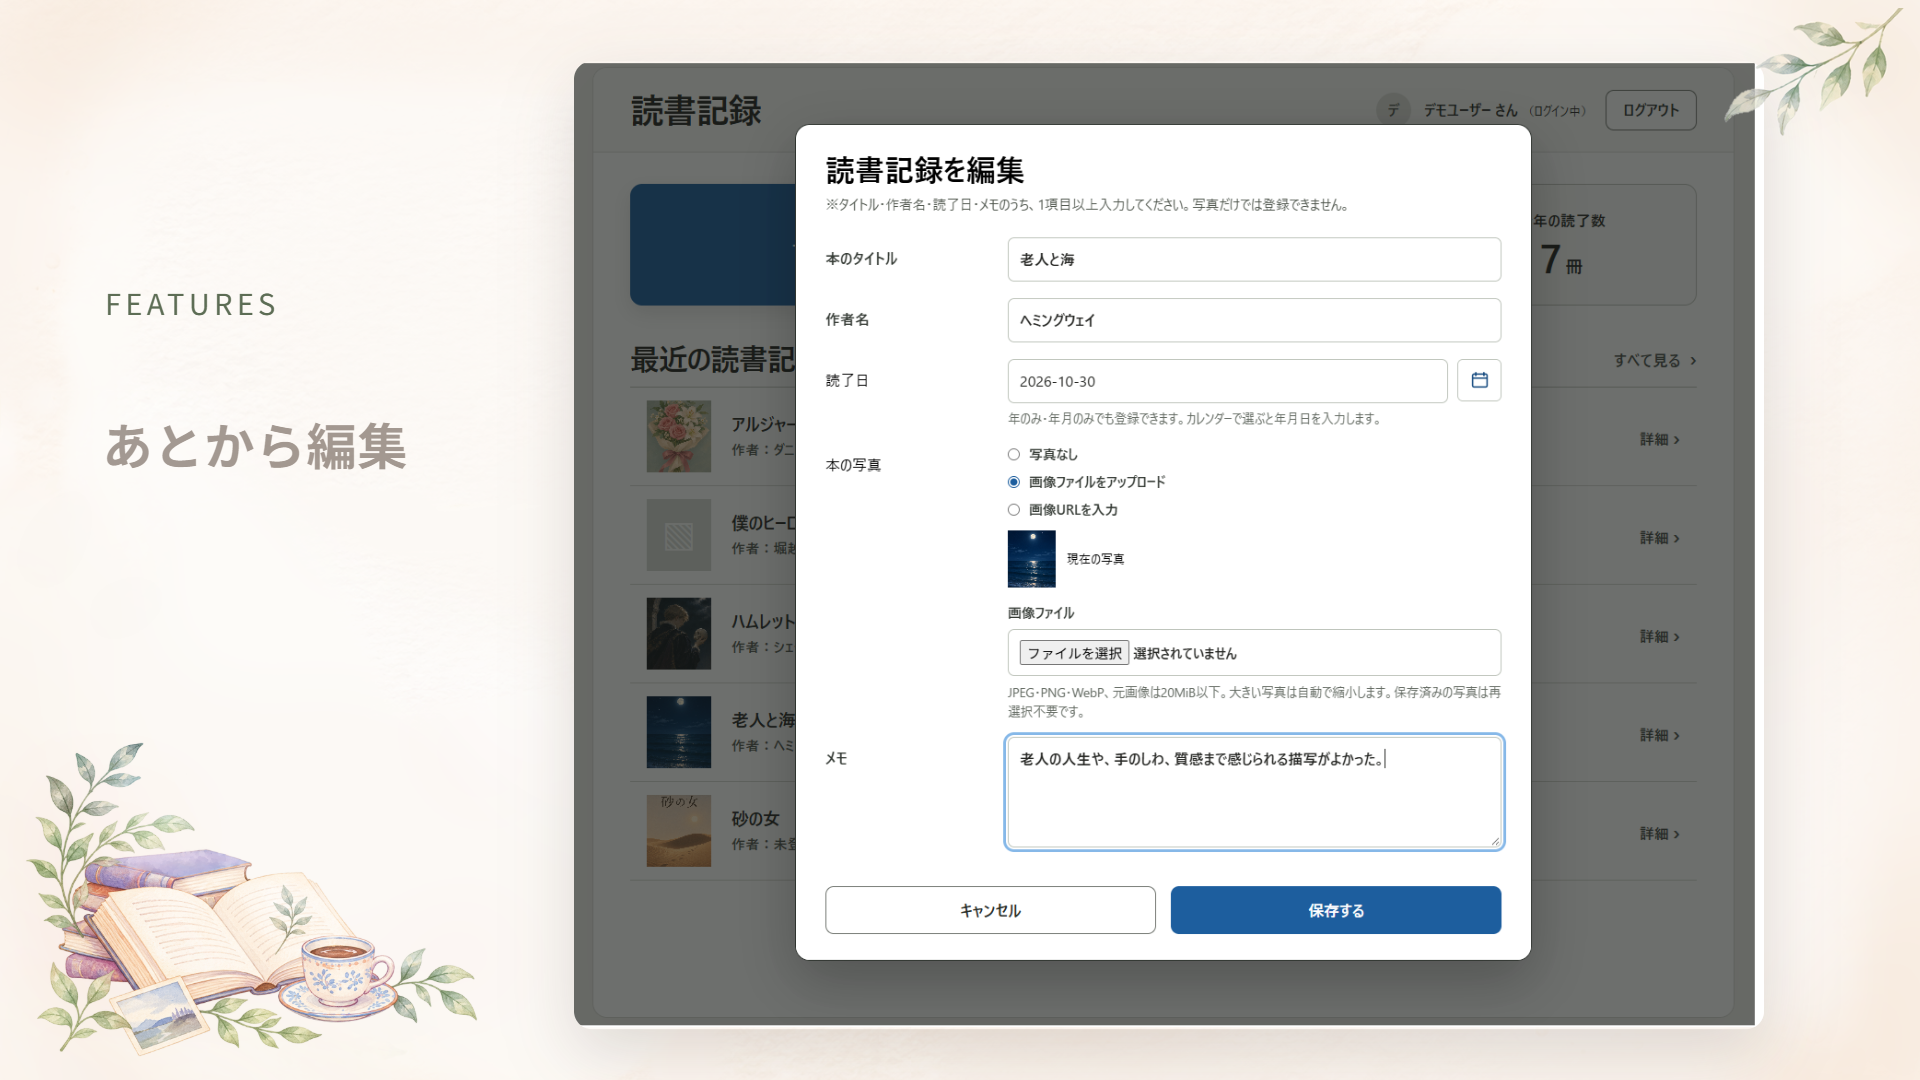 FEATURES
あとから編集
読書記録
デ デモユーザー さん (ログイン中) ログアウト
年の読了数
7 冊
最近の読書記
すべて見る ›
アルジャー
作者：ダニ
詳細 ›
僕のヒーロ
作者：堀越
詳細 ›
ハムレット
作者：シェ
詳細 ›
老人と海
作者：ヘミ
詳細 ›
砂の女
砂の女
作者：未登
詳細 ›
読書記録を編集
※タイトル・作者名・読了日・メモのうち、1項目以上入力してください。写真だけでは登録できません。
本のタイトル 老人と海
作者名 ヘミングウェイ
読了日 2026-10-30
年のみ・年月のみでも登録できます。カレンダーで選ぶと年月日を入力します。
本の写真
写真なし
画像ファイルをアップロード
画像URLを入力
現在の写真
画像ファイル
ファイルを選択 選択されていません
JPEG・PNG・WebP、元画像は20MiB以下。大きい写真は自動で縮小します。保存済みの写真は再
選択不要です。
メモ 老人の人生や、手のしわ、質感まで感じられる描写がよかった。
キャンセル 保存する